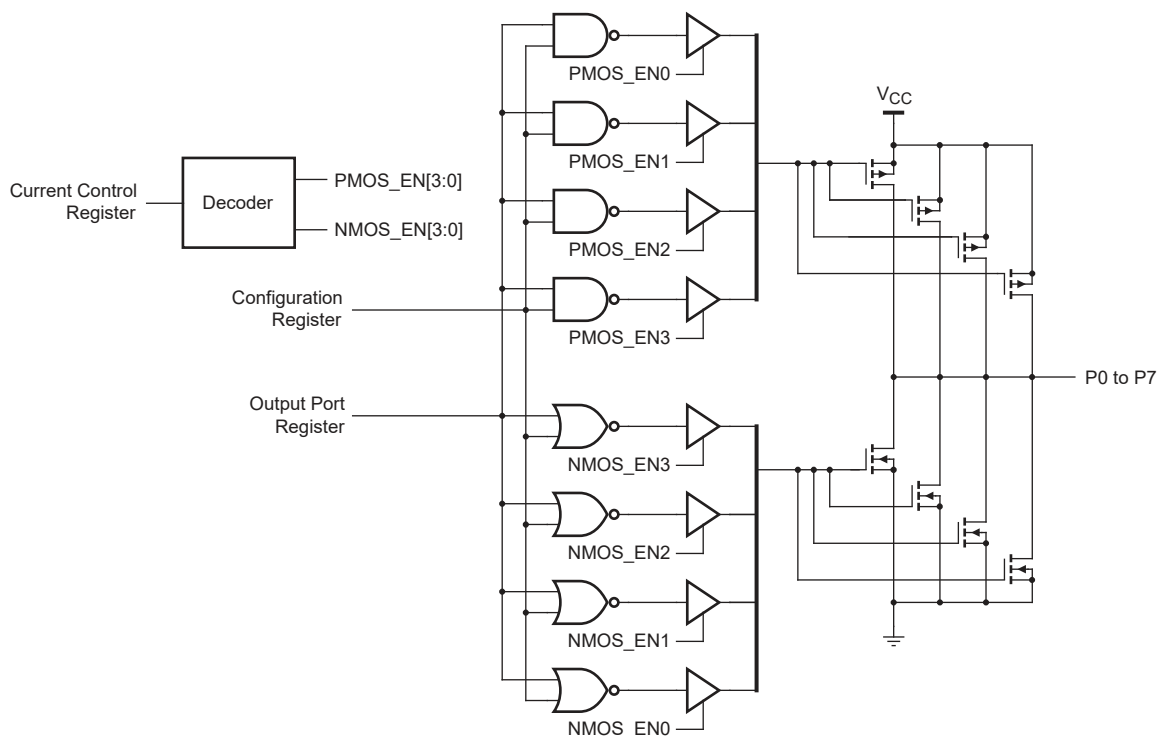 PMOS_EN0
VCC
PMOS_EN1
Current Control
Register
Decoder
PMOS_EN[3:0]
NMOS_EN[3:0]
PMOS_EN2
Configuration
Register
PMOS_EN3
P0 to P7
Output Port
Register
NMOS_EN3
NMOS_EN2
NMOS_EN1
NMOS_EN0